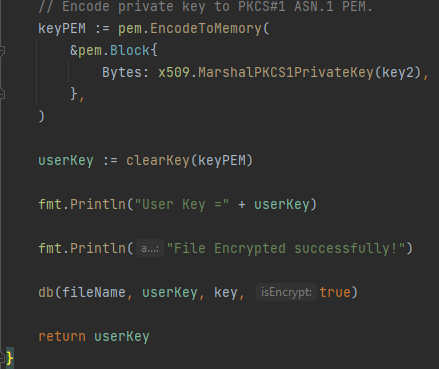 // Encode private key to PKCS#1 ASN.1 PEM.
keyPEM := pem.EncodeToMemory(
&pem.Block{
Bytes: x509.MarshalPKCS1PrivateKey(key2),
},
)
userKey := clearKey(keyPEM)
fmt.Println("User Key =" + userKey)
fmt.Println( a...: "File Encrypted successfully!")
db(fileName, userKey, key, isEncrypt: true)
return userKey
}